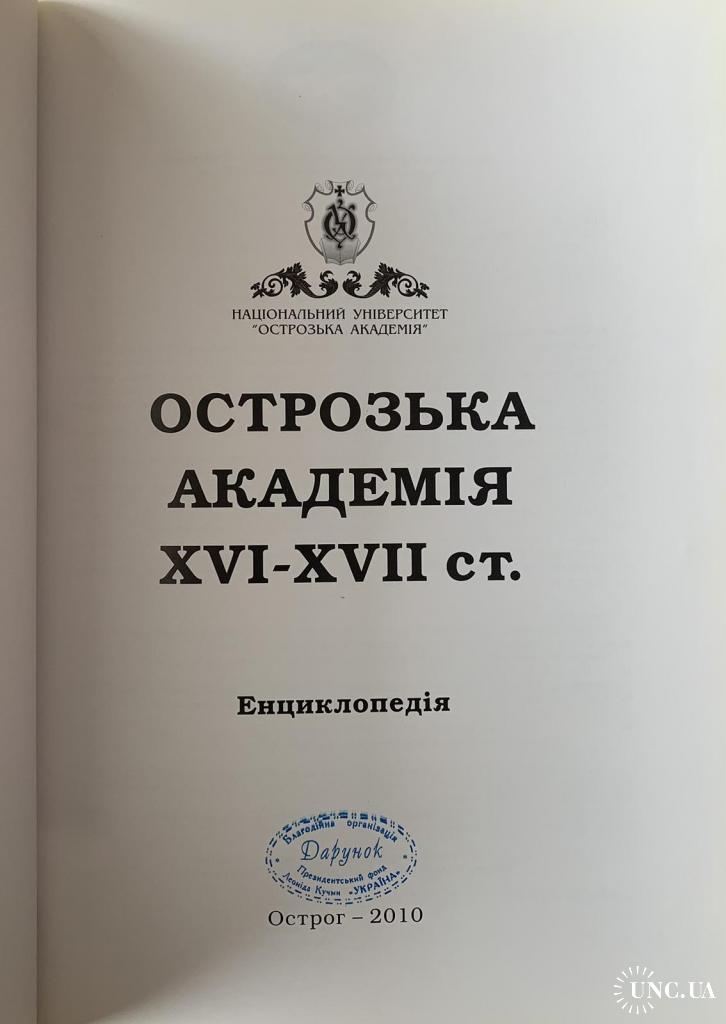 НАЦІОНАЛЬНИЙ УНІВЕРСИТЕТ
"ОСТРОЗЬКА АКАДЕМІЯ"
ОСТРОЗЬКА
АКАДЕМІЯ
XVI-XVII ст.
Енциклопедія
Благодійна організація
Дарунок
Президентський фонд
Леоніда Кучми «УКРАЇНА»
Острог – 2010
UNC.UA